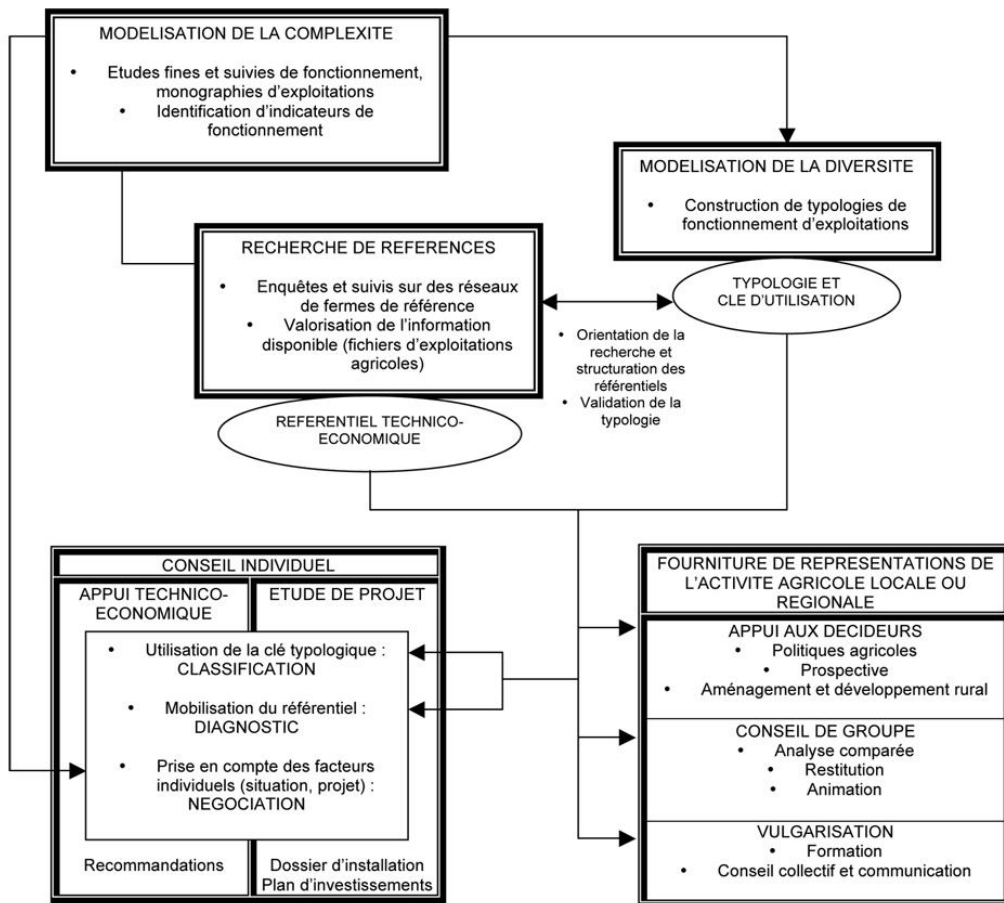 MODELISATION DE LA COMPLEXITE
• Etudes fines et suivies de fonctionnement,
monographies d'exploitations
• Identification d'indicateurs de
fonctionnement
MODELISATION DE LA DIVERSITE
• Construction de typologies de
fonctionnement d'exploitations
TYPOLOGIE ET
CLE D'UTILISATION
RECHERCHE DE REFERENCES
• Enquêtes et suivis sur des réseaux
de fermes de référence
• Valorisation de l'information
disponible (fichiers d'exploitations
agricoles)
REFERENTIEL TECHNICO-
ECONOMIQUE
• Orientation de la
recherche et
structuration des
référentiels
• Validation de la
typologie
CONSEIL INDIVIDUEL
APPUI TECHNICO-
ECONOMIQUE
ETUDE DE PROJET
• Utilisation de la clé typologique :
CLASSIFICATION
• Mobilisation du référentiel :
DIAGNOSTIC
• Prise en compte des facteurs
individuels (situation, projet) :
NEGOCIATION
Recommandations
Dossier d'installation
Plan d'investissements
FOURNITURE DE REPRESENTATIONS DE
L'ACTIVITE AGRICOLE LOCALE OU
REGIONALE
APPUI AUX DECIDEURS
• Politiques agricoles
• Prospective
• Aménagement et développement rural
CONSEIL DE GROUPE
• Analyse comparée
• Restitution
• Animation
VULGARISATION
• Formation
• Conseil collectif et communication